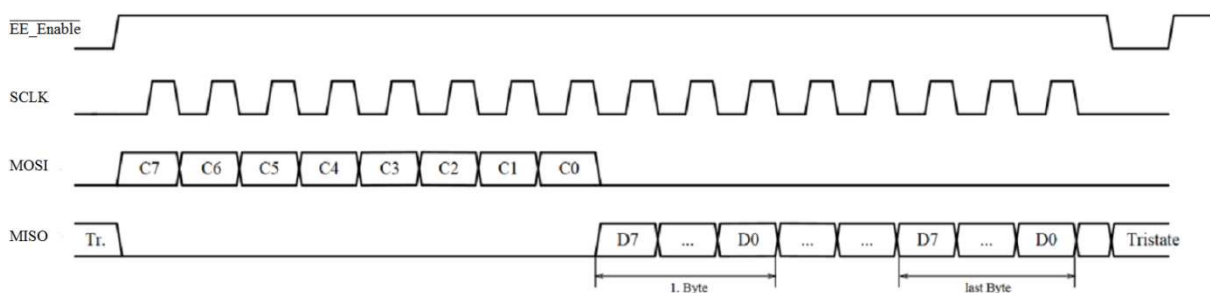 EE_Enable
SCLK
MOSI C7 C6 C5 C4 C3 C2 C1 C0
MISO Tr. D7 ... D0 ... ... D7 ... D0 Tristate
1. Byte last Byte